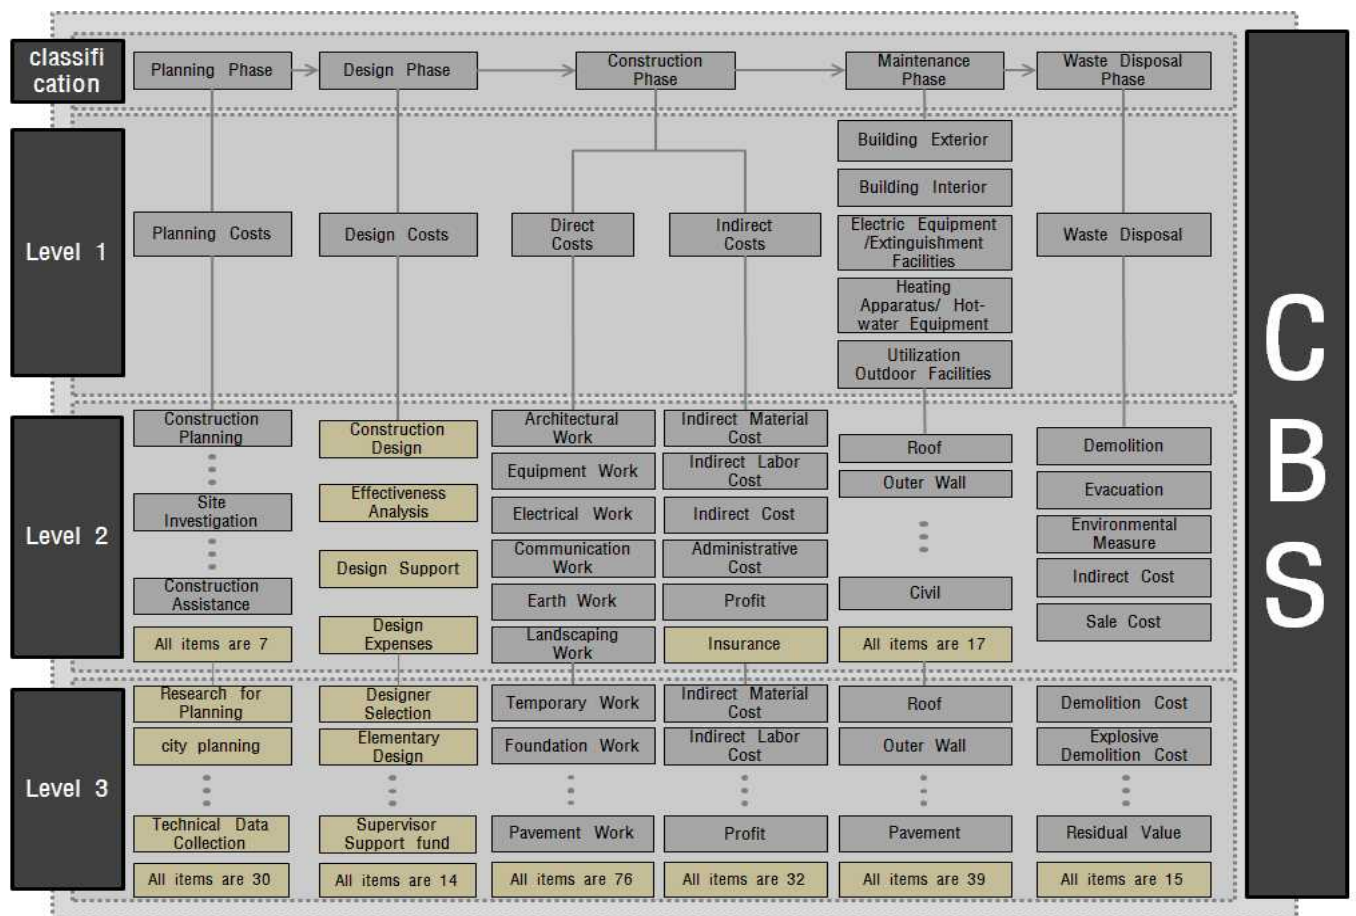 classifi
cation
Planning Phase
Design Phase
Construction
Phase
Maintenance
Phase
Waste Disposal
Phase
Level 1
Planning Costs
Design Costs
Direct
Costs
Indirect
Costs
Building Exterior
Building Interior
Electric Equipment
/Extinguishment
Facilities
Heating
Apparatus/ Hot-
water Equipment
Utilization
Outdoor Facilities
Waste Disposal
Level 2
Construction
Planning
Site
Investigation
Construction
Assistance
All items are 7
Construction
Design
Effectiveness
Analysis
Design Support
Design
Expenses
Architectural
Work
Equipment Work
Electrical Work
Communication
Work
Earth Work
Landscaping
Work
Indirect Material
Cost
Indirect Labor
Cost
Indirect Cost
Administrative
Cost
Profit
Insurance
Roof
Outer Wall
Civil
All items are 17
Demolition
Evacuation
Environmental
Measure
Indirect Cost
Sale Cost
Level 3
Research for
Planning
city planning
Technical Data
Collection
All items are 30
Designer
Selection
Elementary
Design
Supervisor
Support fund
All items are 14
Temporary Work
Foundation Work
Pavement Work
All items are 76
Indirect Material
Cost
Indirect Labor
Cost
Profit
All items are 32
Roof
Outer Wall
Pavement
All items are 39
Demolition Cost
Explosive
Demolition Cost
Residual Value
All items are 15
C
B
S